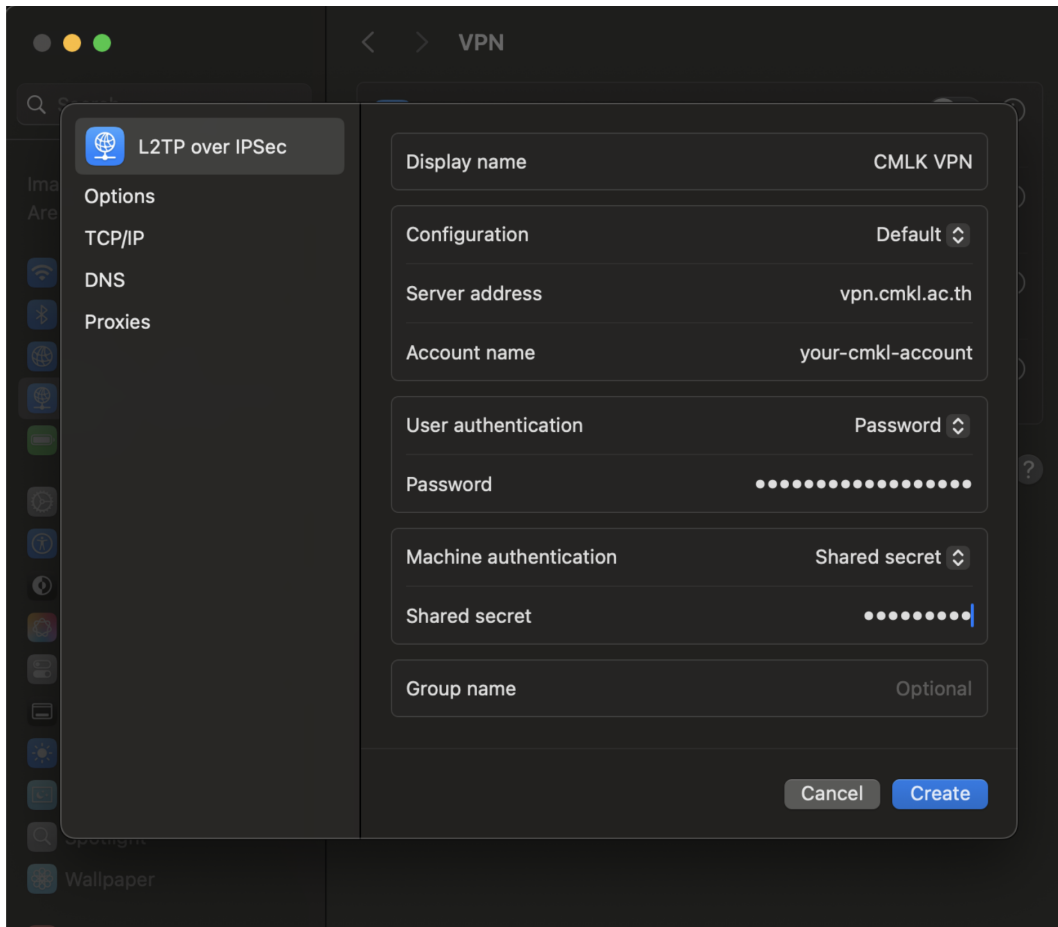 VPN
L2TP over IPSec
Options
TCP/IP
DNS
Proxies
Display name CMLK VPN
Configuration Default
Server address vpn.cmkl.ac.th
Account name your-cmkl-account
User authentication Password
Password ••••••••••••••••••
Machine authentication Shared secret
Shared secret •••••••••
Group name Optional
Cancel Create
Spotlight
Wallpaper